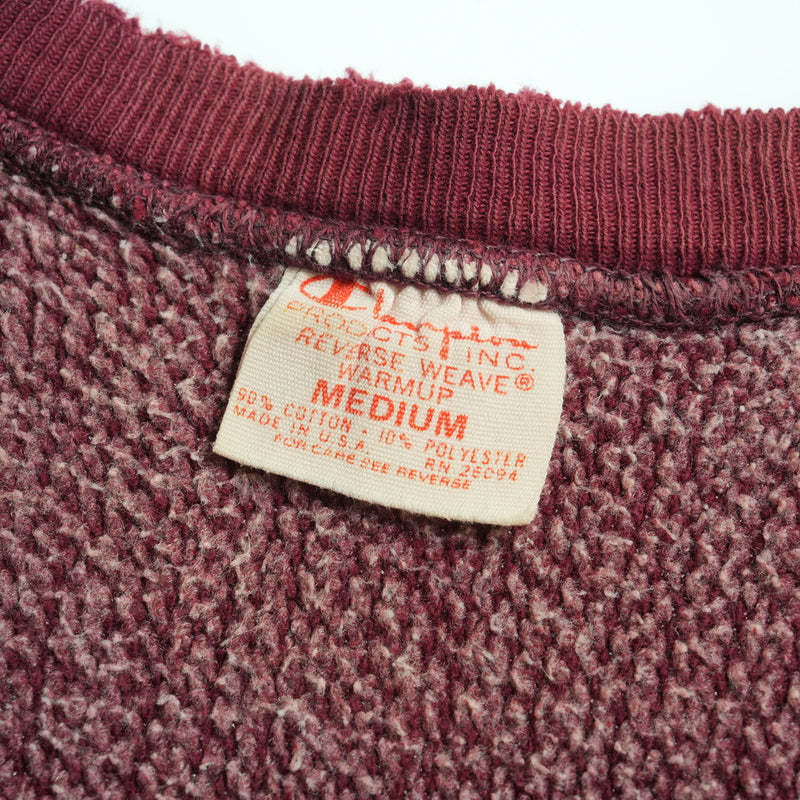 Champion
PRODUCTS, INC.
REVERSE WEAVE®
WARMUP
MEDIUM
90% COTTON • 10% POLYESTER
MADE IN U.S.A. RN 26094
FOR CARE SEE REVERSE